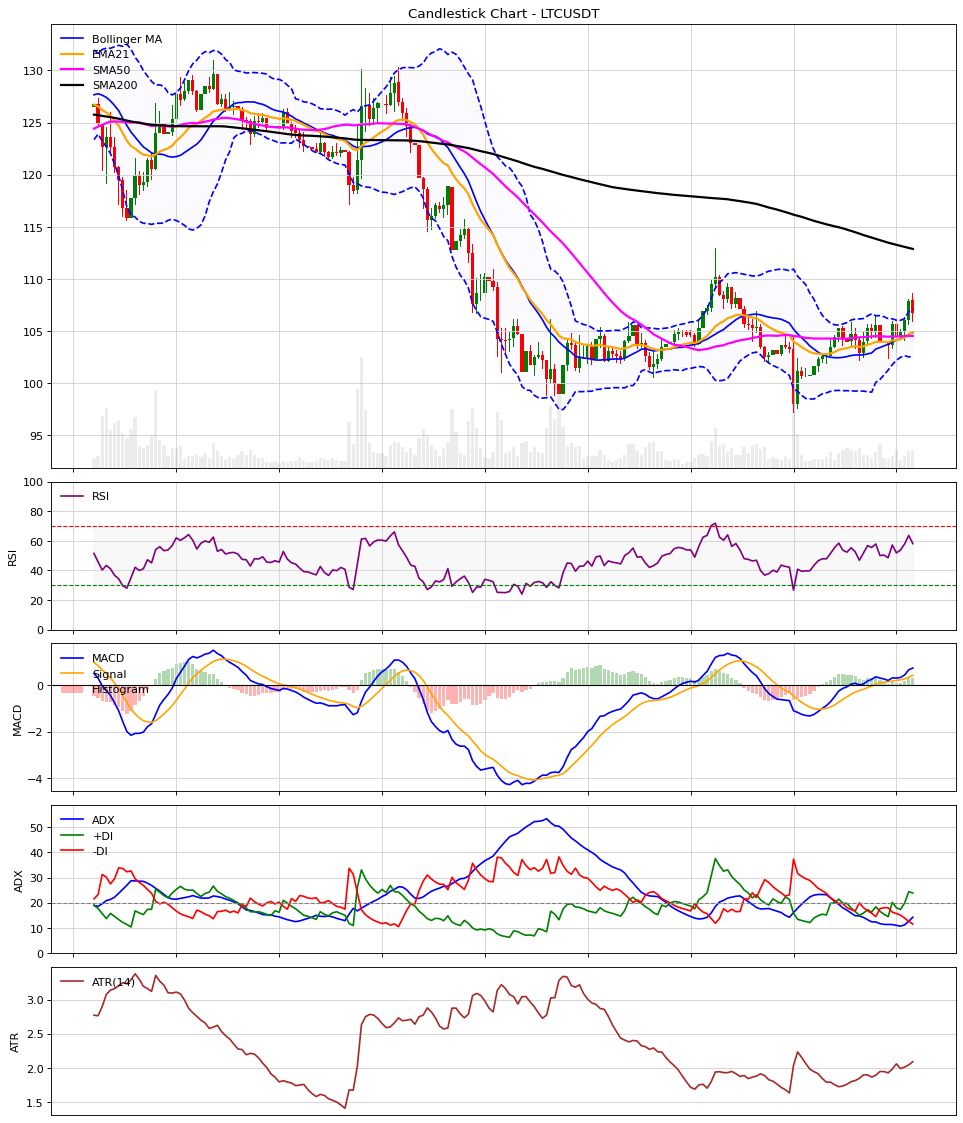 Candlestick Chart - LTCUSDT
Bollinger MA
EMA21
SMA50
SMA200
130
125
120
115
110
105
100
95
RSI
100
80
60
40
20
0
RSI
MACD
Signal
Histogram
0
−2
−4
MACD
ADX
+DI
-DI
50
40
30
20
10
0
ADX
ATR(14)
3.0
2.5
2.0
1.5
ATR